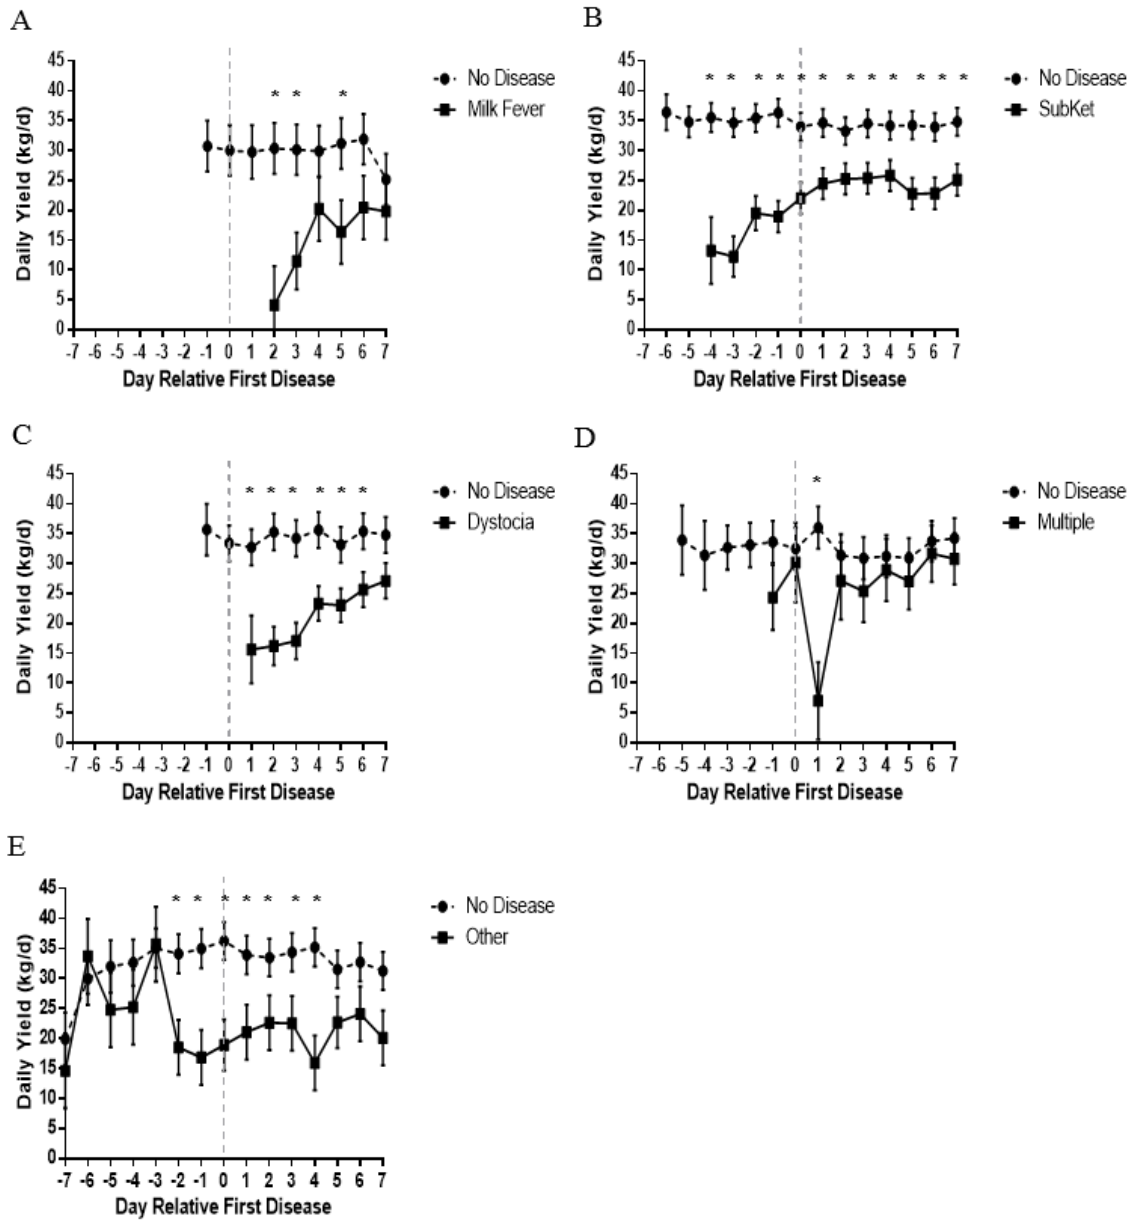 A
45
40
35
30
25
20
15
10
5
0
Daily Yield (kg/d)
* * *
No Disease
Milk Fever
-7 -6 -5 -4 -3 -2 -1 0 1 2 3 4 5 6 7
Day Relative First Disease
B
45
40
35
30
25
20
15
10
5
0
Daily Yield (kg/d)
* * * * * * * * * * * *
No Disease
SubKet
-7 -6 -5 -4 -3 -2 -1 0 1 2 3 4 5 6 7
Day Relative First Disease
C
45
40
35
30
25
20
15
10
5
0
Daily Yield (kg/d)
* * * * * *
No Disease
Dystocia
-7 -6 -5 -4 -3 -2 -1 0 1 2 3 4 5 6 7
Day Relative First Disease
D
45
40
35
30
25
20
15
10
5
0
Daily Yield (kg/d)
*
No Disease
Multiple
-7 -6 -5 -4 -3 -2 -1 0 1 2 3 4 5 6 7
Day Relative First Disease
E
45
40
35
30
25
20
15
10
5
0
Daily Yield (kg/d)
* * * * * * *
No Disease
Other
-7 -6 -5 -4 -3 -2 -1 0 1 2 3 4 5 6 7
Day Relative First Disease